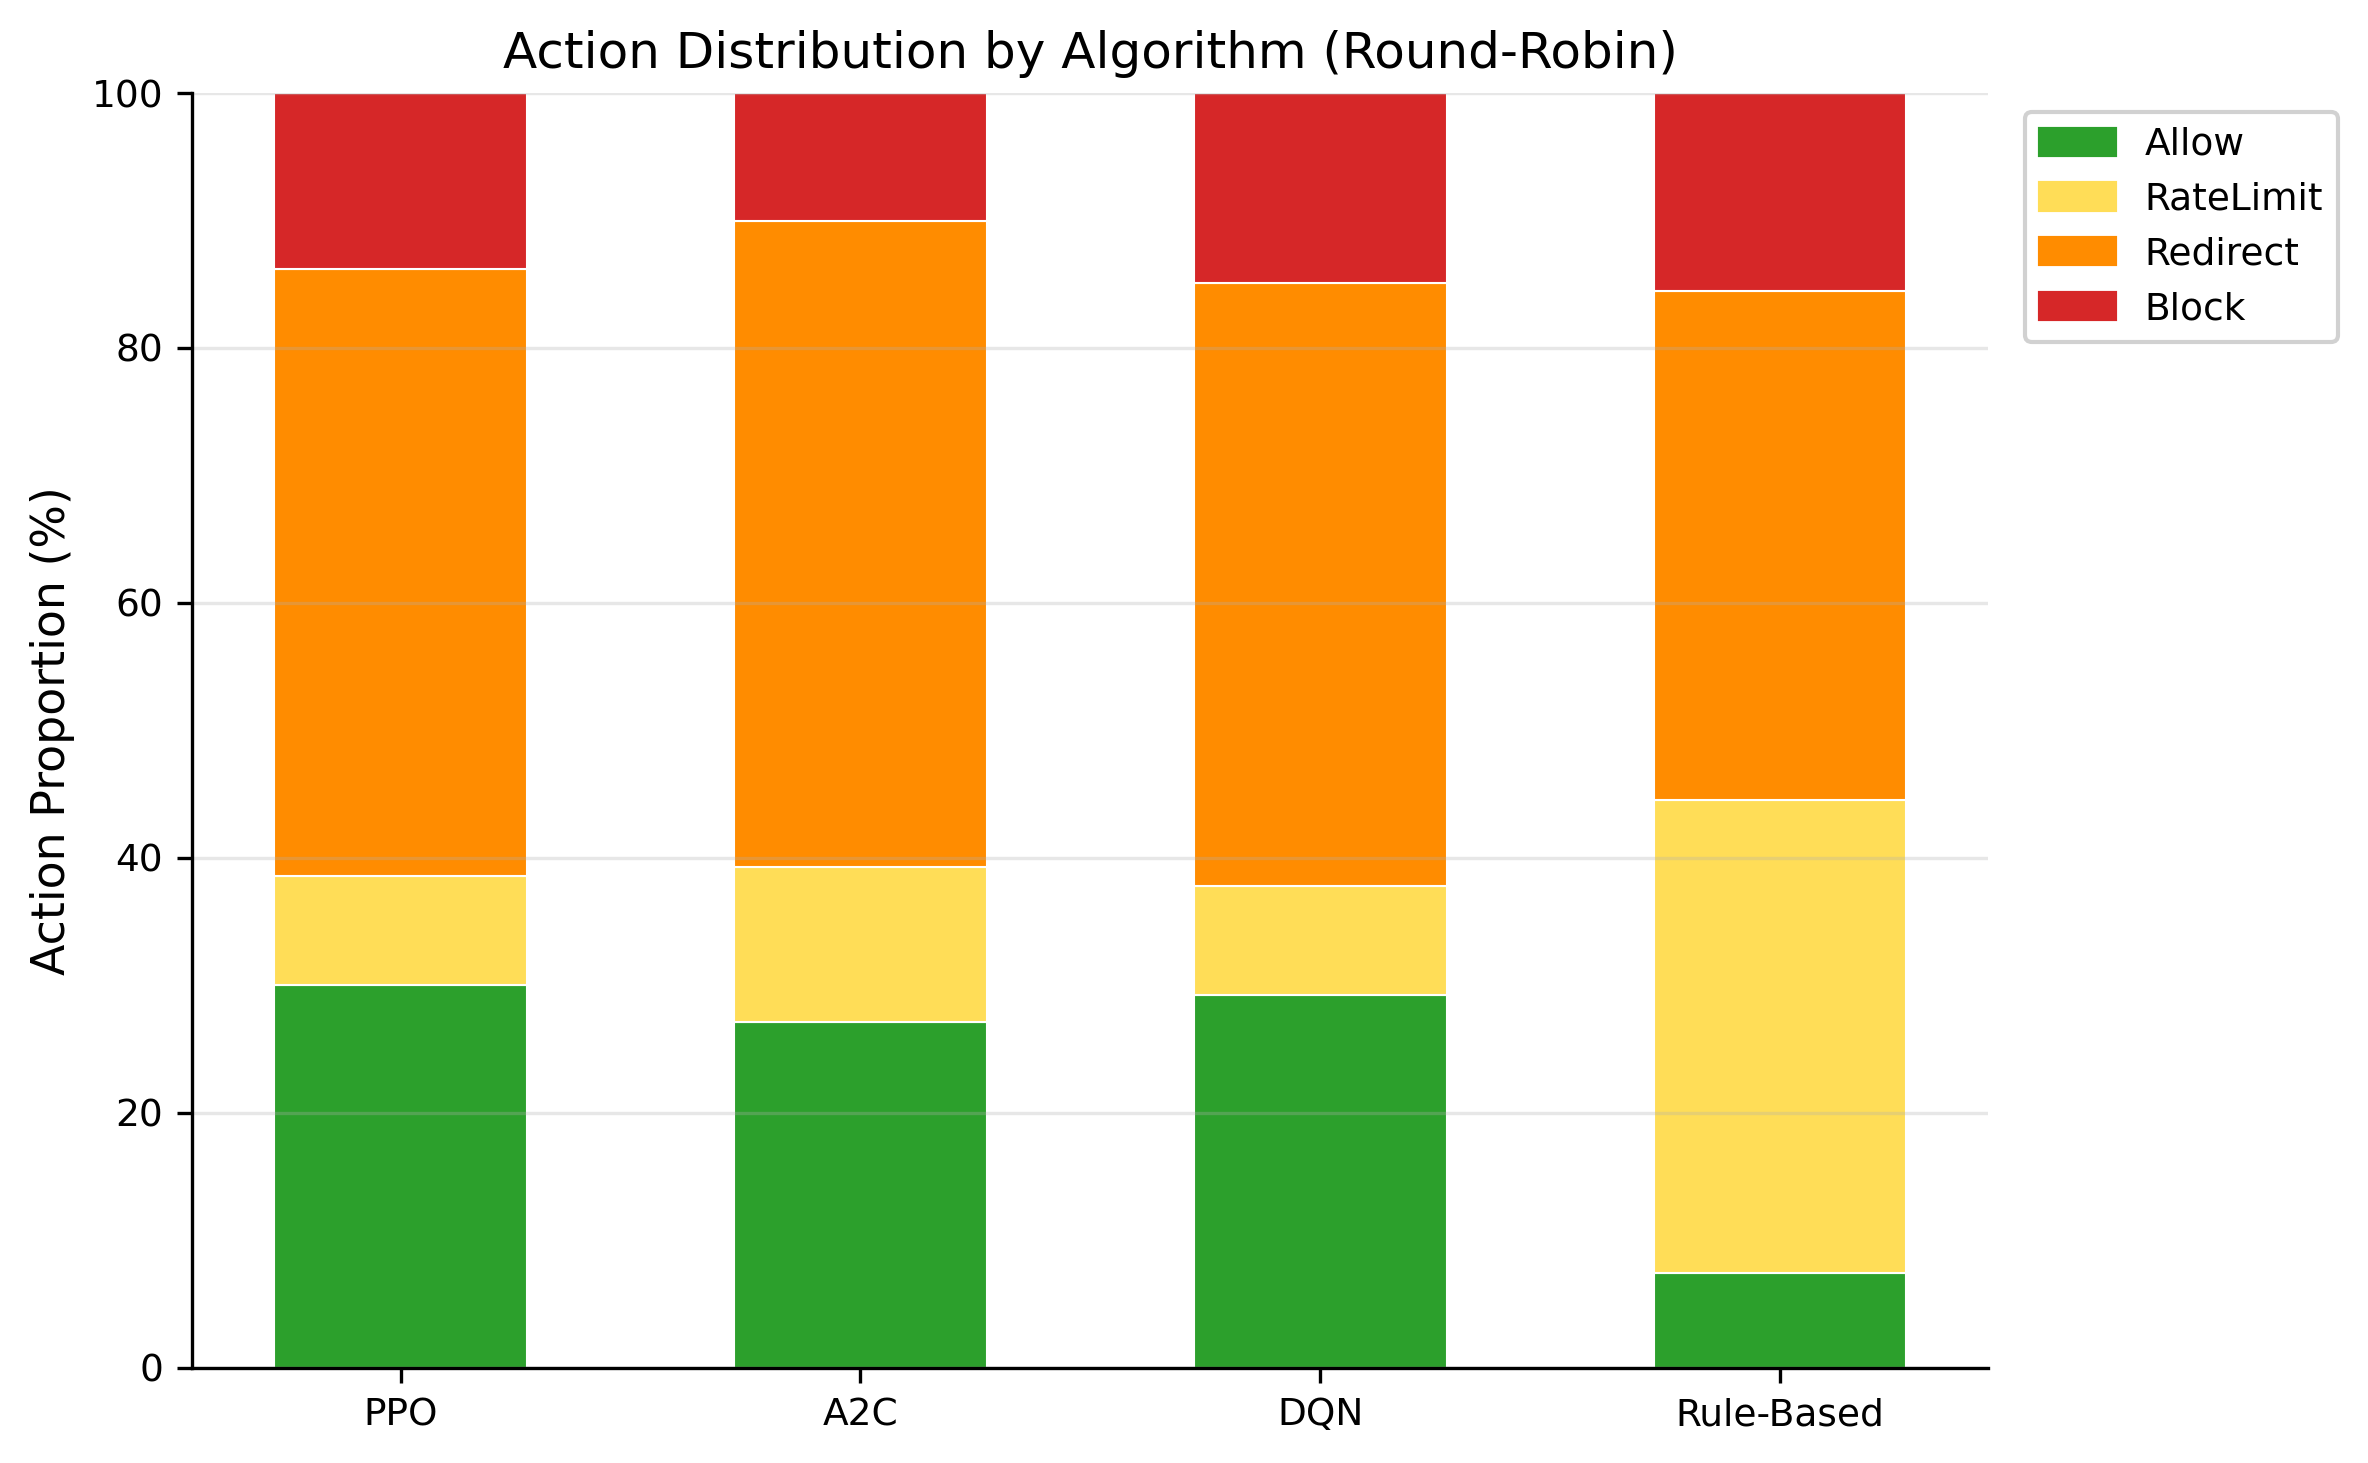 Action Distribution by Algorithm (Round-Robin)
Action Proportion (%)
100
80
60
40
20
0
PPO
A2C
DQN
Rule-Based
Allow
RateLimit
Redirect
Block